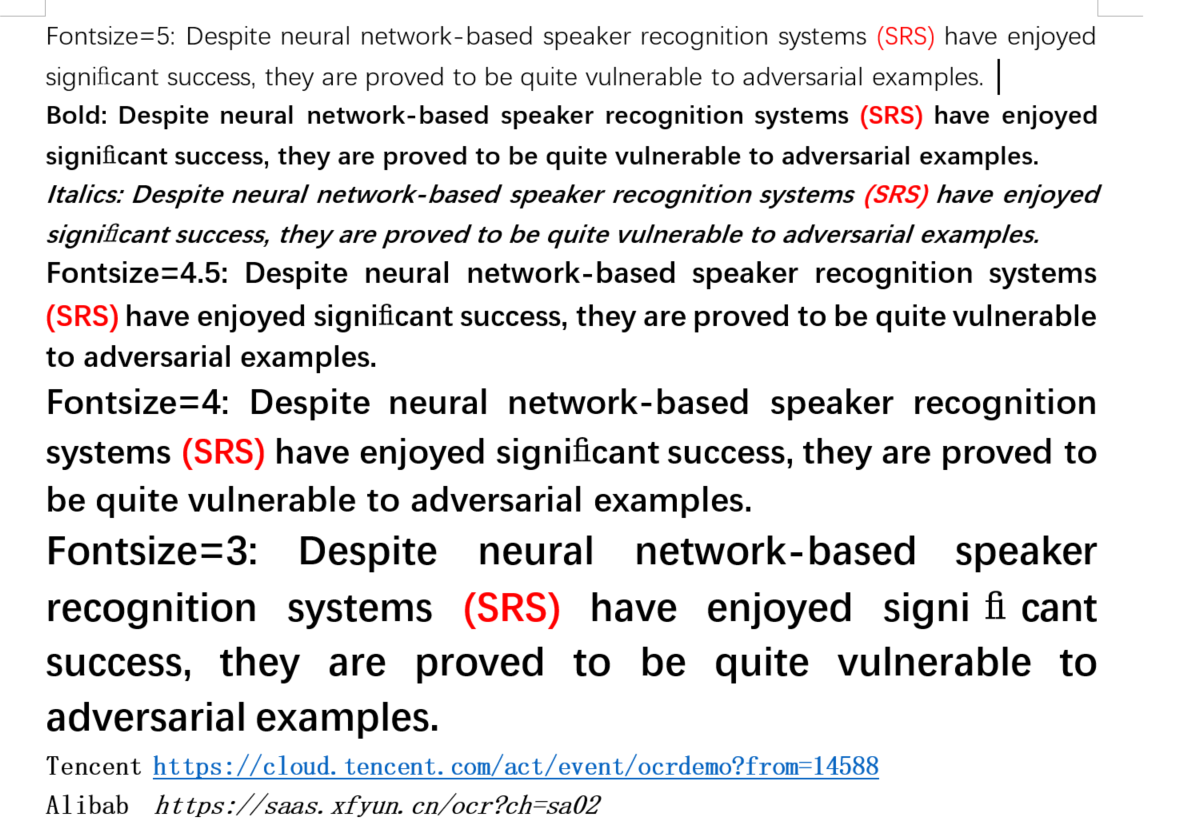 Fontsize=5: Despite neural network-based speaker recognition systems (SRS) have enjoyed
significant success, they are proved to be quite vulnerable to adversarial examples.
Bold: Despite neural network-based speaker recognition systems (SRS) have enjoyed
significant success, they are proved to be quite vulnerable to adversarial examples.
Italics: Despite neural network-based speaker recognition systems (SRS) have enjoyed
significant success, they are proved to be quite vulnerable to adversarial examples.
Fontsize=4.5: Despite neural network-based speaker recognition systems
(SRS) have enjoyed significant success, they are proved to be quite vulnerable
to adversarial examples.
Fontsize=4: Despite neural network-based speaker recognition
systems (SRS) have enjoyed significant success, they are proved to
be quite vulnerable to adversarial examples.
Fontsize=3: Despite neural network-based speaker
recognition systems (SRS) have enjoyed signi fi cant
success, they are proved to be quite vulnerable to
adversarial examples.
Tencent https://cloud.tencent.com/act/event/ocrdemo?from=14588
Alibab https://saas.xfyun.cn/ocr?ch=sa02